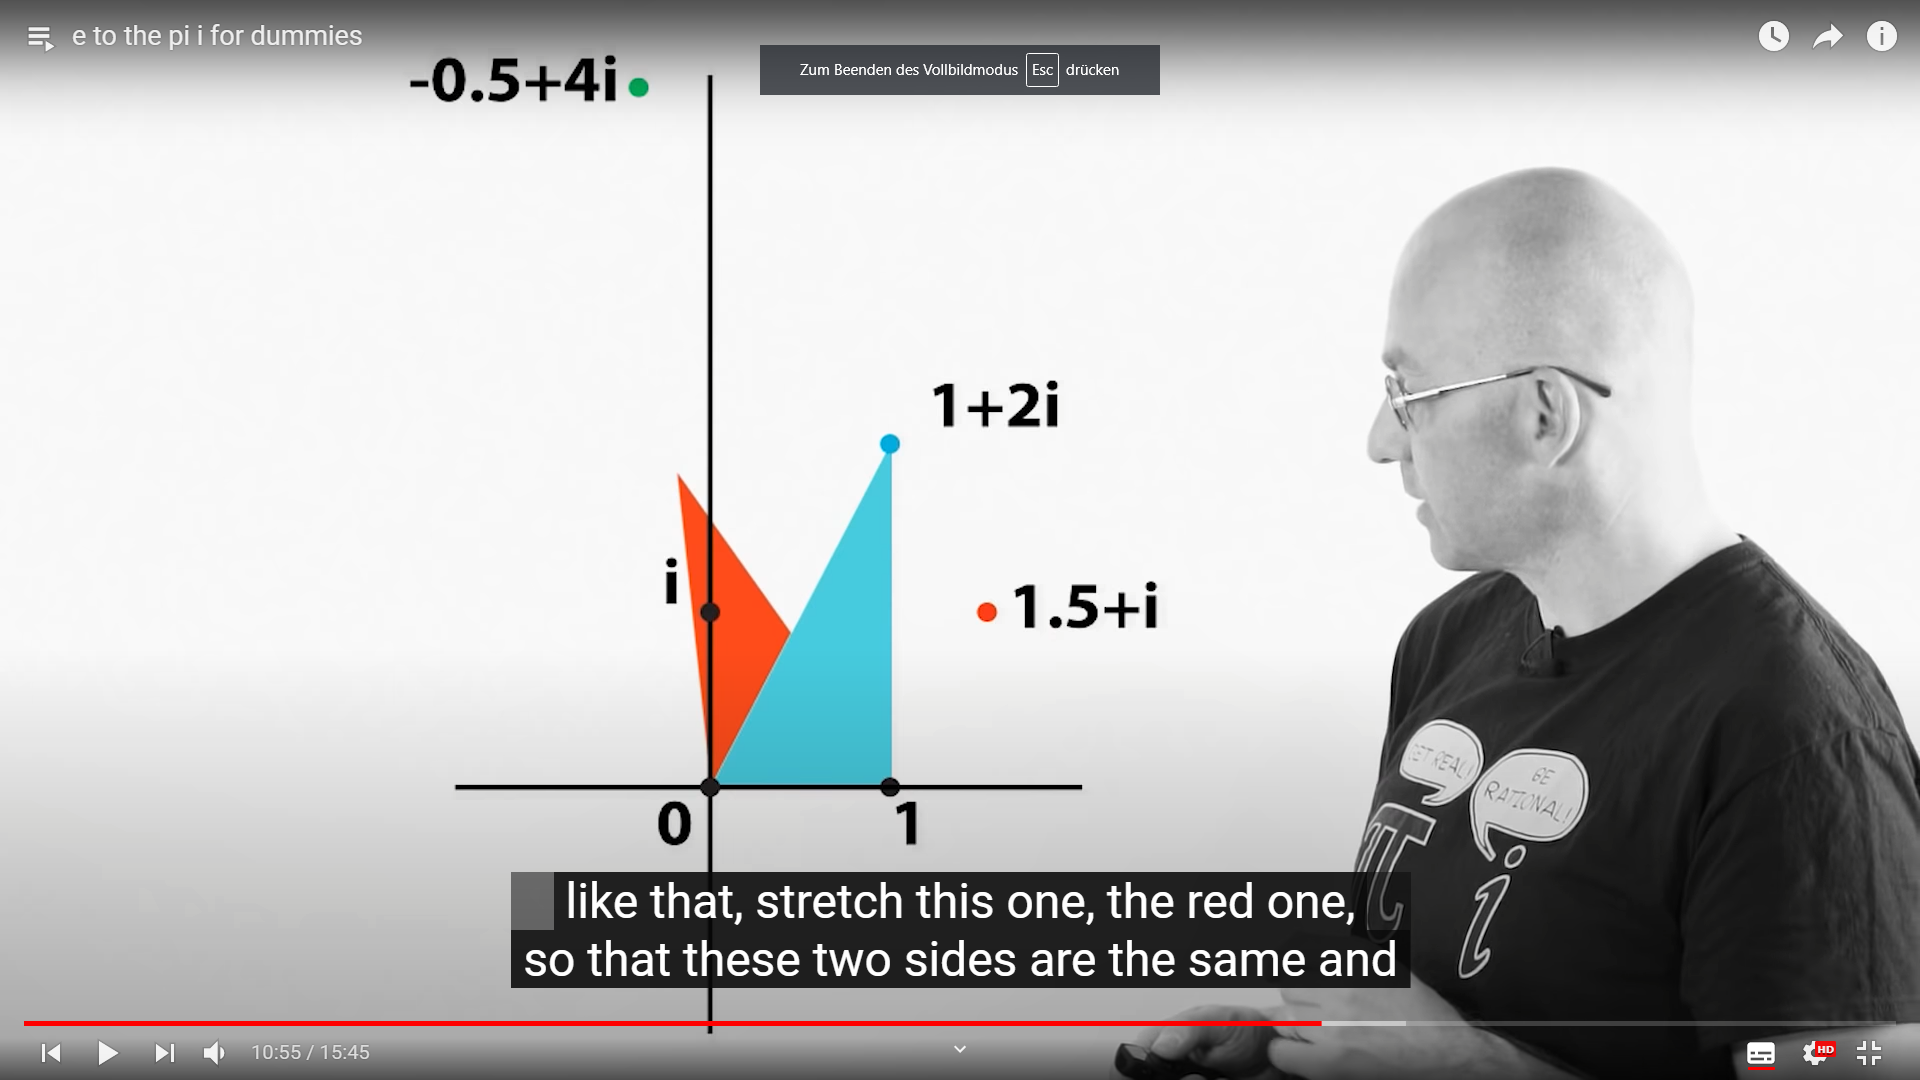 e to the pi i for dummies
Zum Beenden des Vollbildmodus Esc drücken
-0.5+4i
1+2i
i
1.5+i
0
1
GET REAL!
BE
RATIONAL!
π
i
like that, stretch this one, the red one,
so that these two sides are the same and
10:55 / 15:45
HD